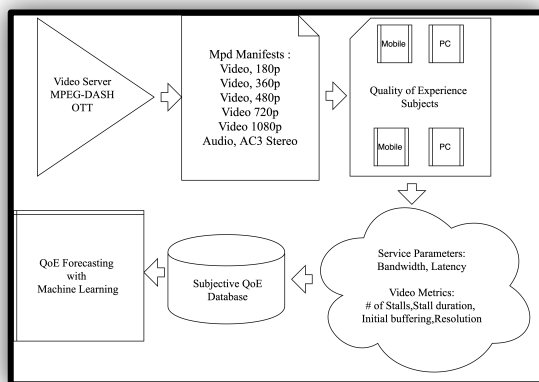 Video Server
MPEG-DASH
OTT
Mpd Manifests :
Video, 180p
Video, 360p
Video, 480p
Video 720p
Video 1080p
Audio, AC3 Stereo
Mobile
PC
Quality of Experience
Subjects
Mobile
PC
Service Parameters:
Bandwidth, Latency
Video Metrics:
# of Stalls,Stall duration,
Initial buffering,Resolution
Subjective QoE
Database
QoE Forecasting
with
Machine Learning